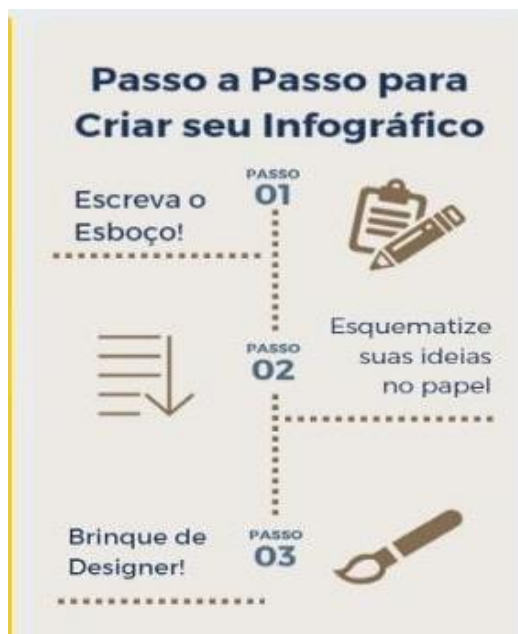 Passo a Passo para
Criar seu Infográfico
PASSO
01
Escreva o
Esboço!
PASSO
02
Esquematize
suas ideias
no papel
PASSO
03
Brinque de
Designer!